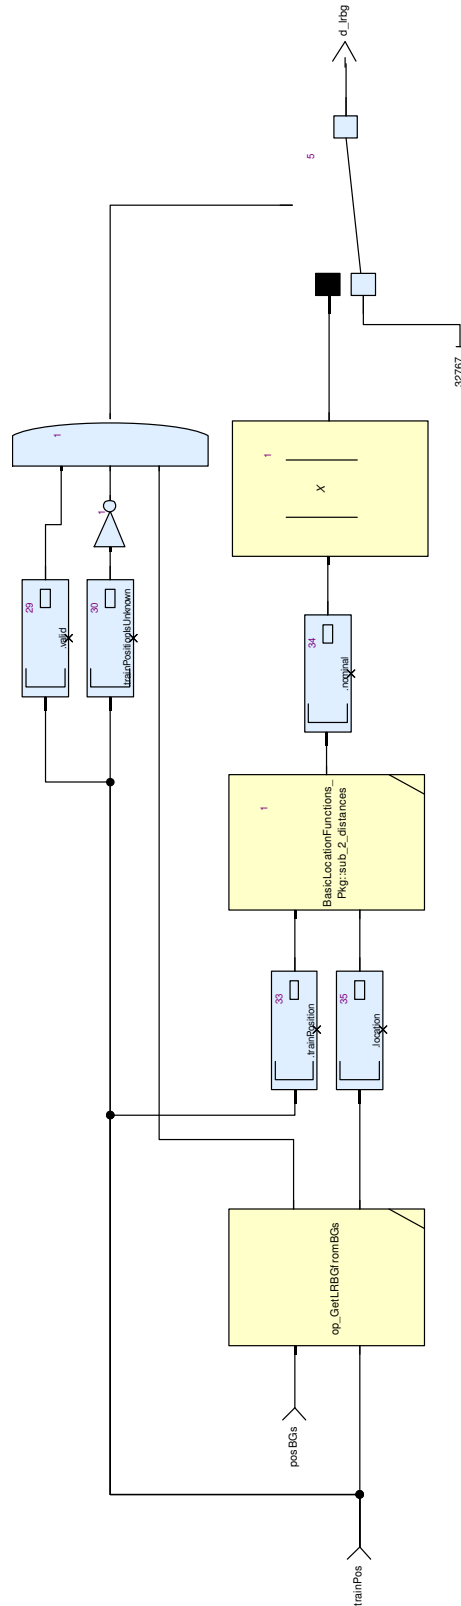 trainPos
posBGs
op_GetLRBGfromBGs
33
.trainPosition
35
.location
1
BasicLocationFunctions_
Pkg::sub_2_distances
34
.nominal
1
X
29
.valid
30
.trainPositionIsUnknown
1
1
5
32767
d_lrbg